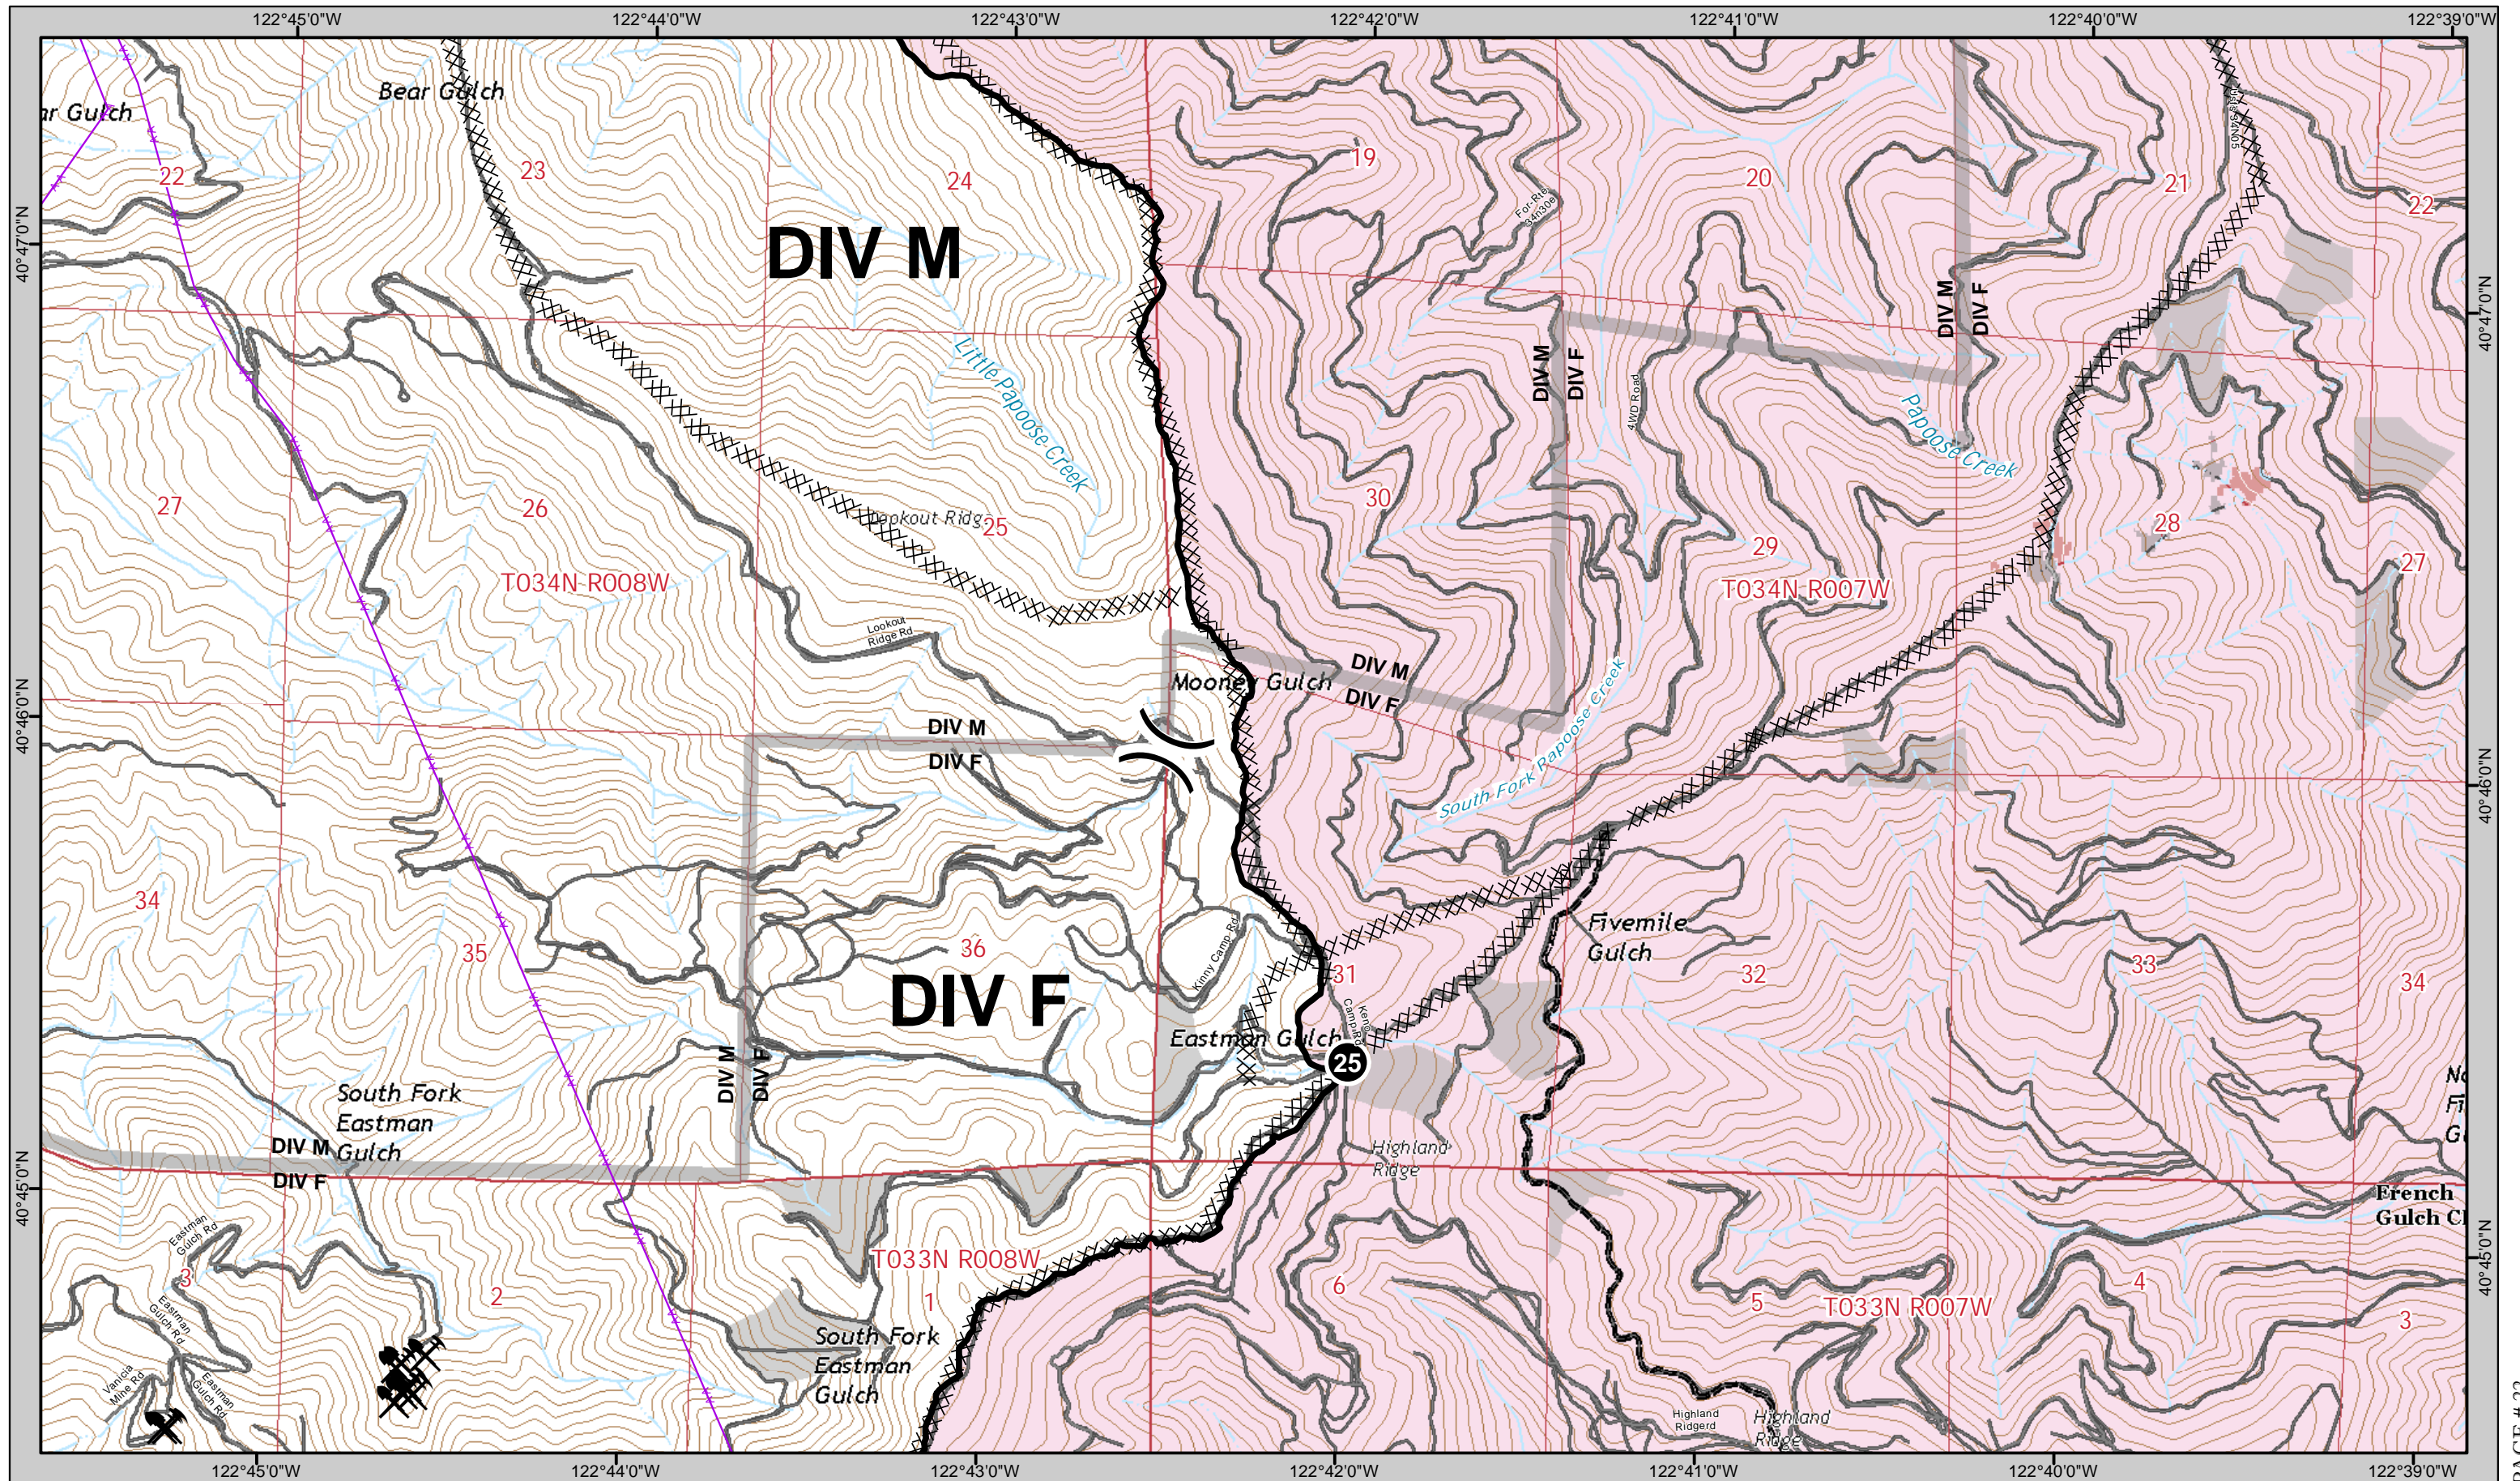 122°45'0"W
122°44'0"W
122°43'0"W
122°42'0"W
122°41'0"W
122°40'0"W
122°39'0"W
Bear Gulch
ar Gulch
22
23
24
19
20
21
22
For Rte
34n30e
40°47'0"N
40°47'0"N
DIV M
DIV M
DIV F
DIV M
DIV F
Little Papoose Creek
4WD Road
Papoose Creek
27
26
Lookout Ridge
25
30
29
28
27
T034N R008W
T034N R007W
Lookout
Ridge Rd
Mooney Gulch
DIV M
DIV F
40°46'0"N
40°46'0"N
DIV M
DIV F
South Fork Papoose Creek
34
35
36
31
32
33
34
Fivemile
Gulch
Kinny Camp Rd
DIV F
Eastman Gulch
25
DIV M
DIV F
South Fork
Eastman
Gulch
DIV M
DIV F
Highland
Ridge
40°45'0"N
40°45'0"N
French
Gulch
Eastman
Gulch Rd
3
2
1
6
5
4
3
T033N R008W
T033N R007W
Eastman
Gulch Rd
Vanicia
Mine Rd
Eastman
Gulch Rd
South Fork
Eastman
Gulch
Highland
Ridgerd
Highland
Ridge
122°45'0"W
122°44'0"W
122°43'0"W
122°42'0"W
122°41'0"W
122°40'0"W
122°39'0"W